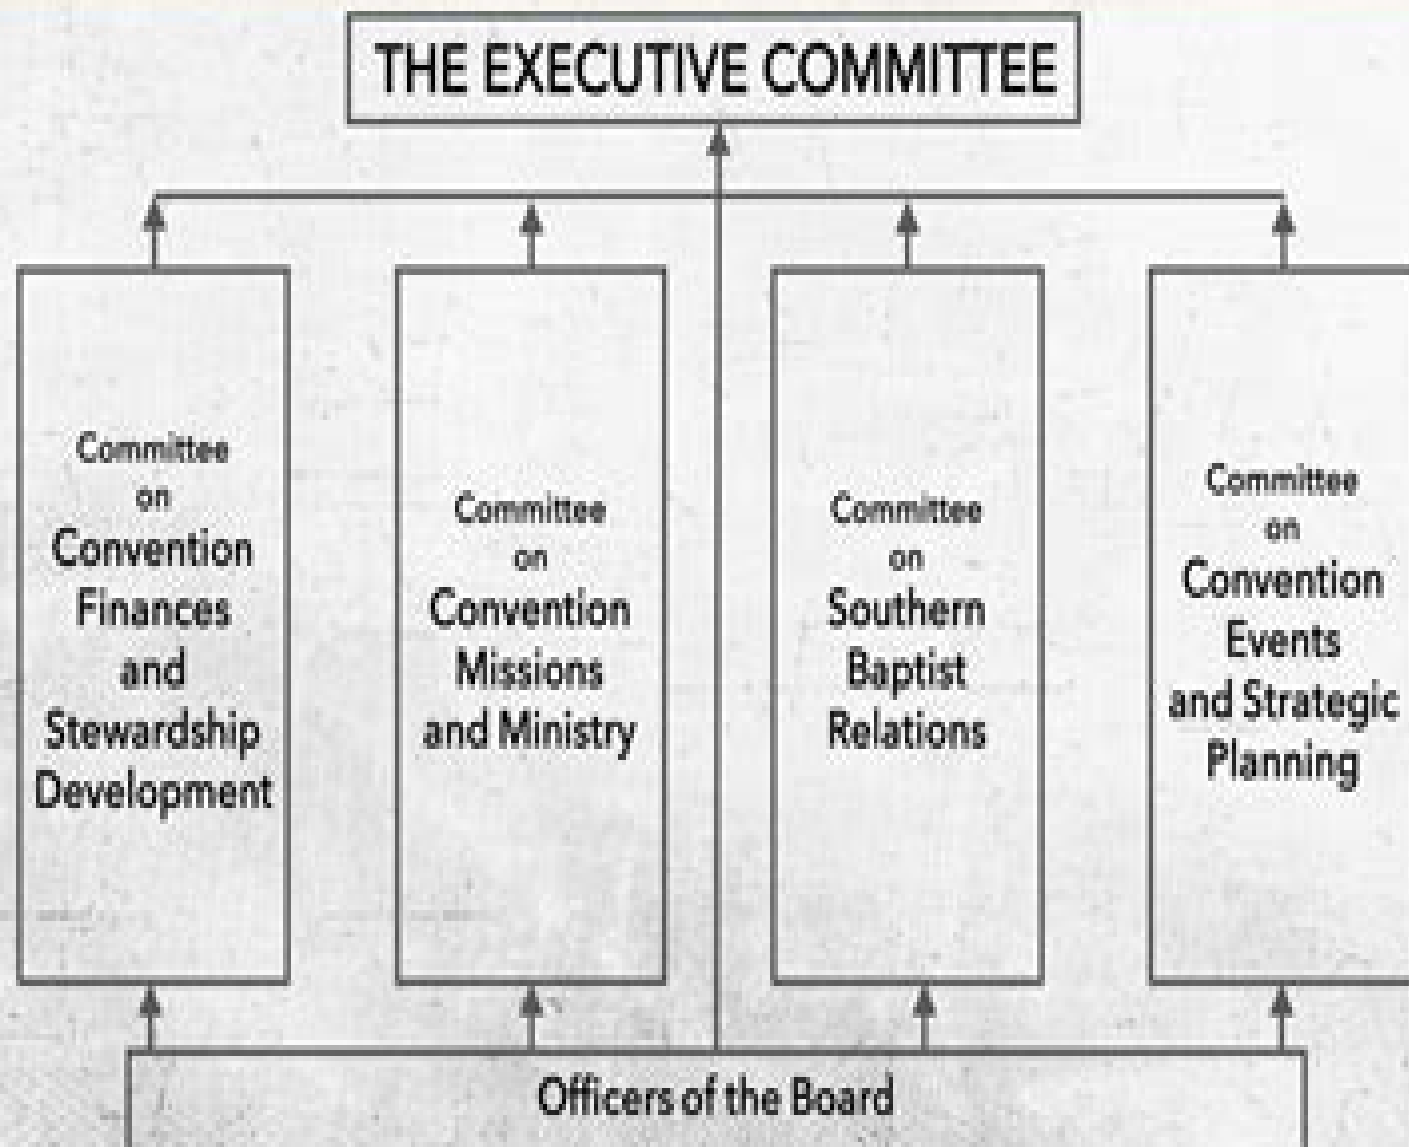 THE EXECUTIVE COMMITTEE
Committee
on
Convention
Finances
and
Stewardship
Development
Committee
on
Convention
Missions
and Ministry
Committee
on
Southern
Baptist
Relations
Committee
on
Convention
Events
and Strategic
Planning
Officers of the Board